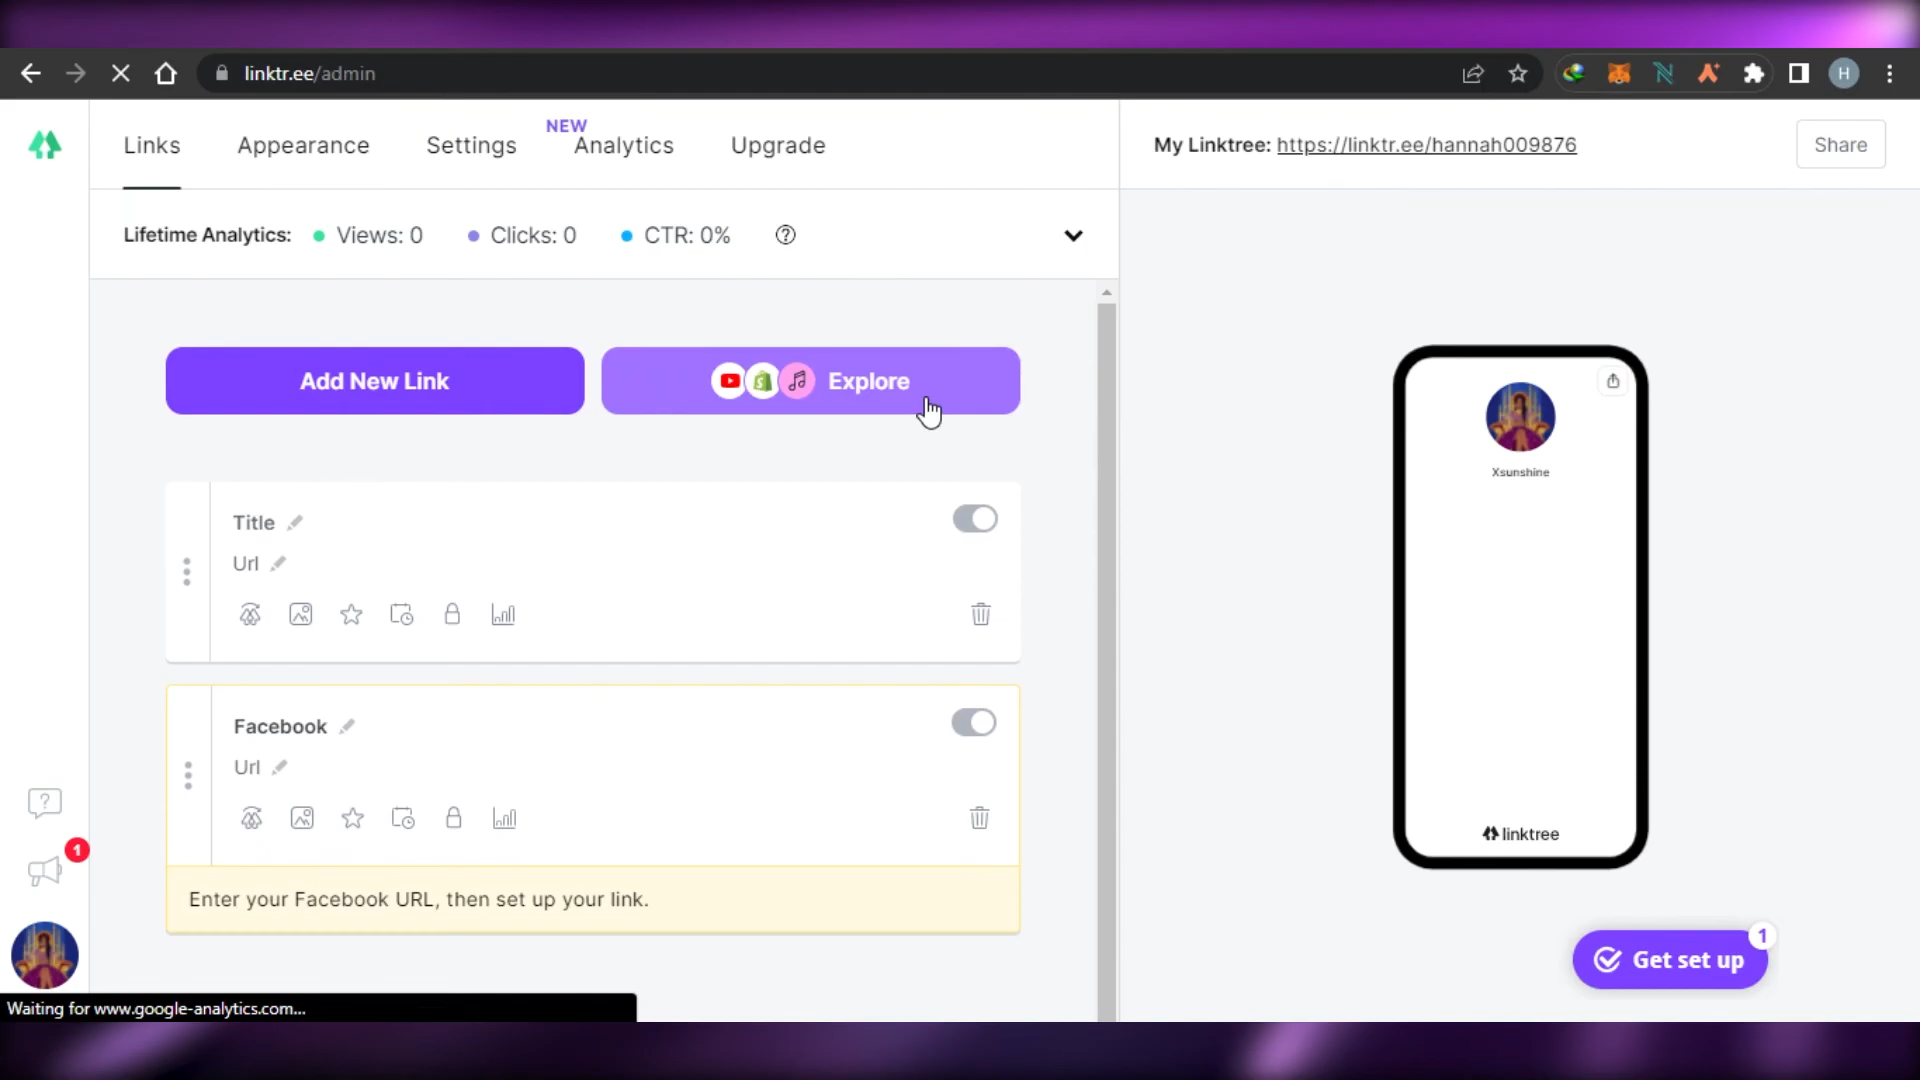 linktr.ee/admin
H
Links
Appearance
Settings
NEW
Analytics
Upgrade
My Linktree: https://linktr.ee/hannah009876
Share
Lifetime Analytics: Views: 0 Clicks: 0 CTR: 0%
Add New Link
Explore
Title
Url
Facebook
Url
Enter your Facebook URL, then set up your link.
Xsunshine
linktree
1
1
Get set up
Waiting for www.google-analytics.com...